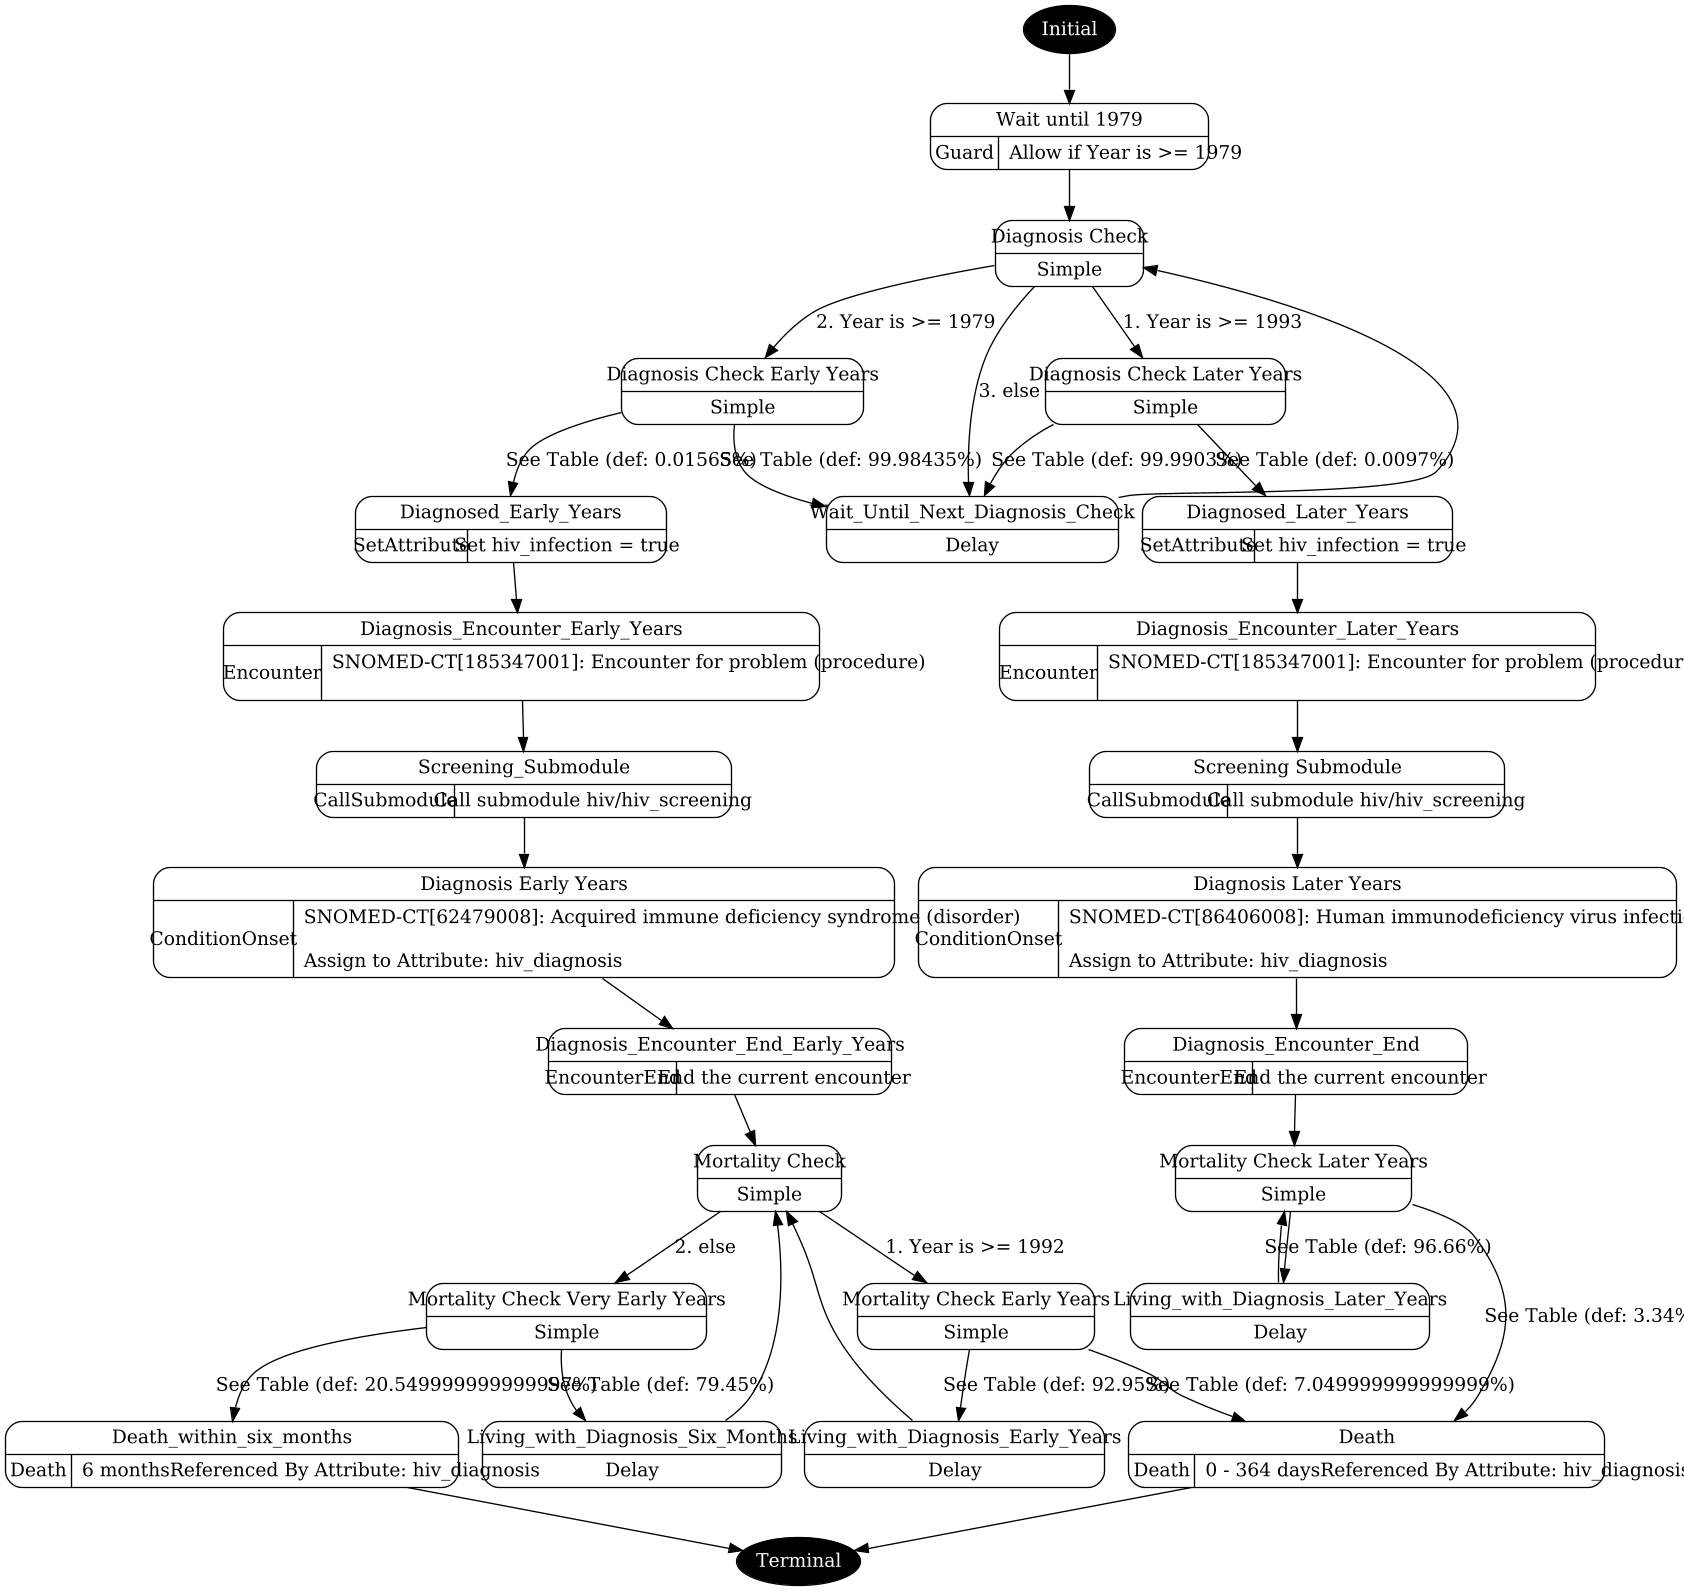 Initial
Wait until 1979
Guard
Allow if Year is >= 1979
Diagnosis Check
Simple
2. Year is >= 1979
1. Year is >= 1993
3. else
Diagnosis Check Early Years
Simple
Diagnosis Check Later Years
Simple
See Table (def: 0.01565%)
See Table (def: 99.98435%)
See Table (def: 99.9903%)
See Table (def: 0.0097%)
Diagnosed_Early_Years
SetAttribute
Set hiv_infection = true
Wait_Until_Next_Diagnosis_Check
Delay
Diagnosed_Later_Years
SetAttribute
Set hiv_infection = true
Diagnosis_Encounter_Early_Years
Encounter
SNOMED-CT[185347001]: Encounter for problem (procedure)
Diagnosis_Encounter_Later_Years
Encounter
SNOMED-CT[185347001]: Encounter for problem (procedur
Screening_Submodule
CallSubmodule
Call submodule hiv/hiv_screening
Screening Submodule
CallSubmodule
Call submodule hiv/hiv_screening
Diagnosis Early Years
ConditionOnset
SNOMED-CT[62479008]: Acquired immune deficiency syndrome (disorder)
Assign to Attribute: hiv_diagnosis
Diagnosis Later Years
ConditionOnset
SNOMED-CT[86406008]: Human immunodeficiency virus infecti
Assign to Attribute: hiv_diagnosis
Diagnosis_Encounter_End_Early_Years
EncounterEnd
End the current encounter
Diagnosis_Encounter_End
EncounterEnd
End the current encounter
Mortality Check
Simple
Mortality Check Later Years
Simple
2. else
1. Year is >= 1992
See Table (def: 96.66%)
Mortality Check Very Early Years
Simple
Mortality Check Early Years
Simple
Living_with_Diagnosis_Later_Years
Delay
See Table (def: 3.34%
See Table (def: 20.549999999999997%)
See Table (def: 79.45%)
See Table (def: 92.95%)
See Table (def: 7.049999999999999%)
Death_within_six_months
Death
6 monthsReferenced By Attribute: hiv_diagnosis
Living_with_Diagnosis_Six_Months
Delay
Living_with_Diagnosis_Early_Years
Delay
Death
Death
0 - 364 daysReferenced By Attribute: hiv_diagnosis
Terminal